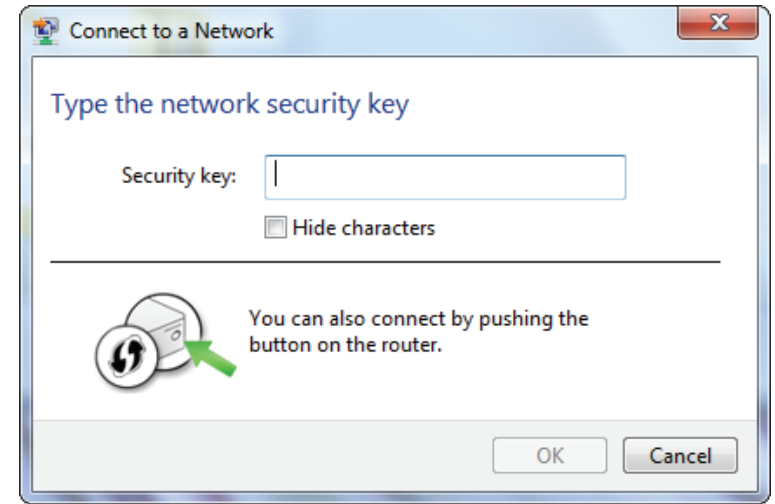 Connect to a Network
Type the network security key
Security key:
Hide characters
You can also connect by pushing the
button on the router.
OK
Cancel